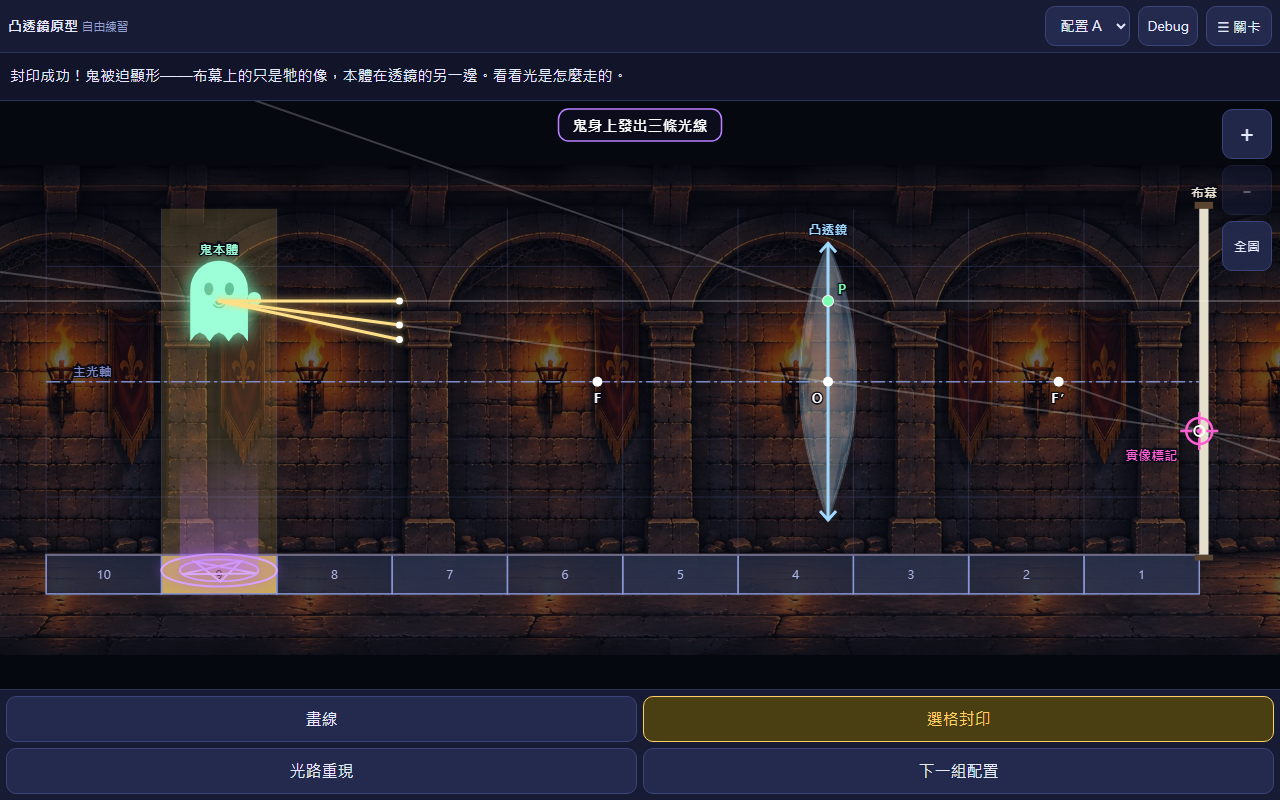 凸透鏡原型 自由練習
配置 A
Debug
☰ 關卡
封印成功！鬼被迫顯形——布幕上的只是牠的像，本體在透鏡的另一邊。看看光是怎麼走的。
鬼身上發出三條光線
+
−
全圖
布幕
凸透鏡
鬼本體
P
主光軸
F
O
F′
實像標記
10
9
8
7
6
5
4
3
2
1
畫線
選格封印
光路重現
下一組配置